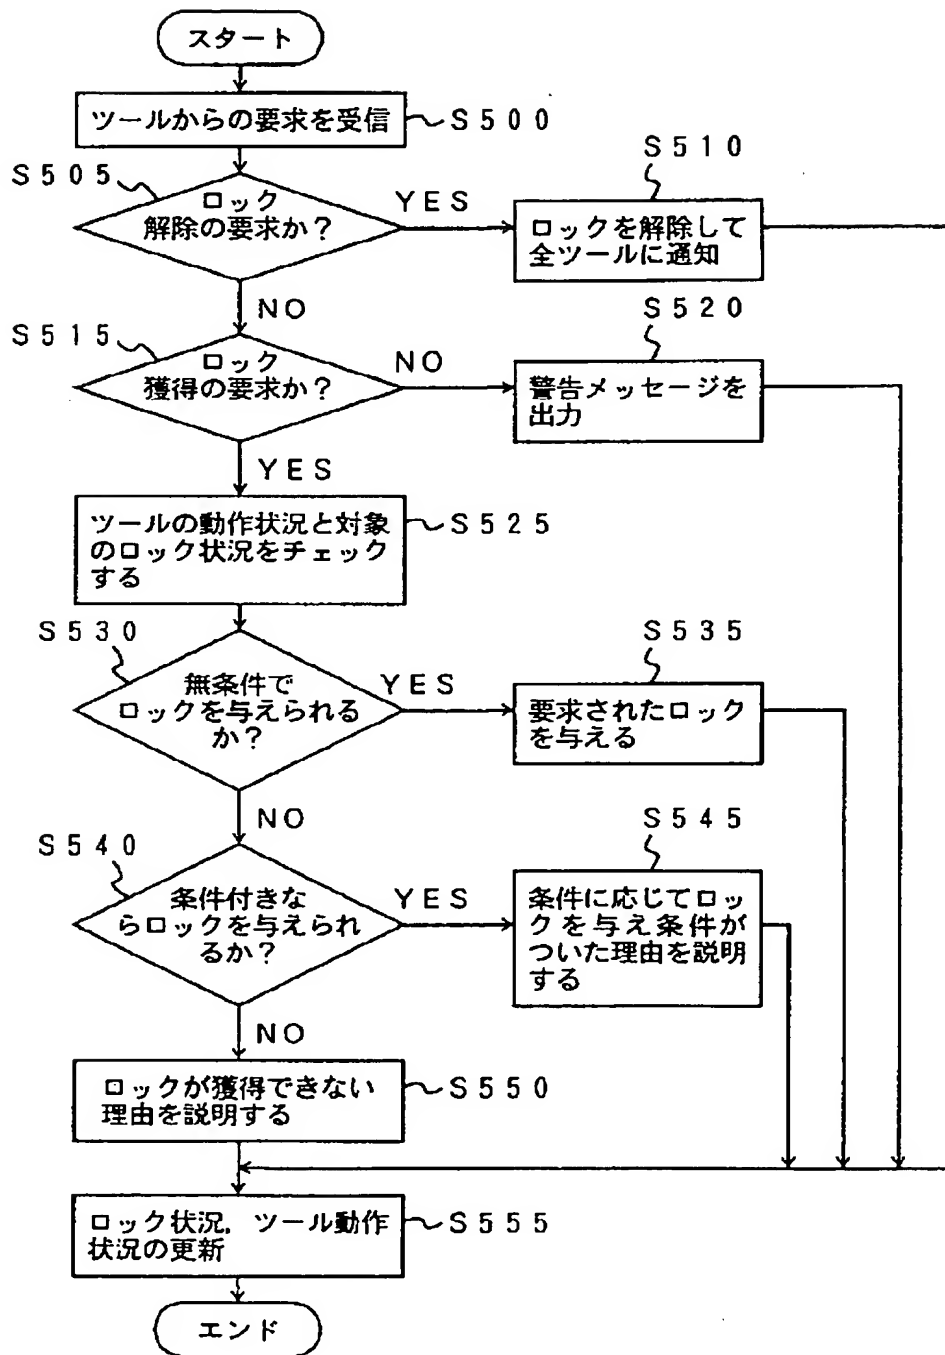 スタート
ツールからの要求を受信
S500
S505
ロック
解除の要求か？
YES
S510
ロックを解除して
全ツールに通知
NO
S515
ロック
獲得の要求か？
NO
S520
警告メッセージを
出力
YES
ツールの動作状況と対象
のロック状況をチェック
する
S525
S530
無条件で
ロックを与えられる
か？
YES
S535
要求されたロック
を与える
NO
S540
条件付きな
らロックを与えられ
るか？
YES
S545
条件に応じてロッ
クを与え条件が
ついた理由を説明
する
NO
ロックが獲得できない
理由を説明する
S550
ロック状況，ツール動作
状況の更新
S555
エンド